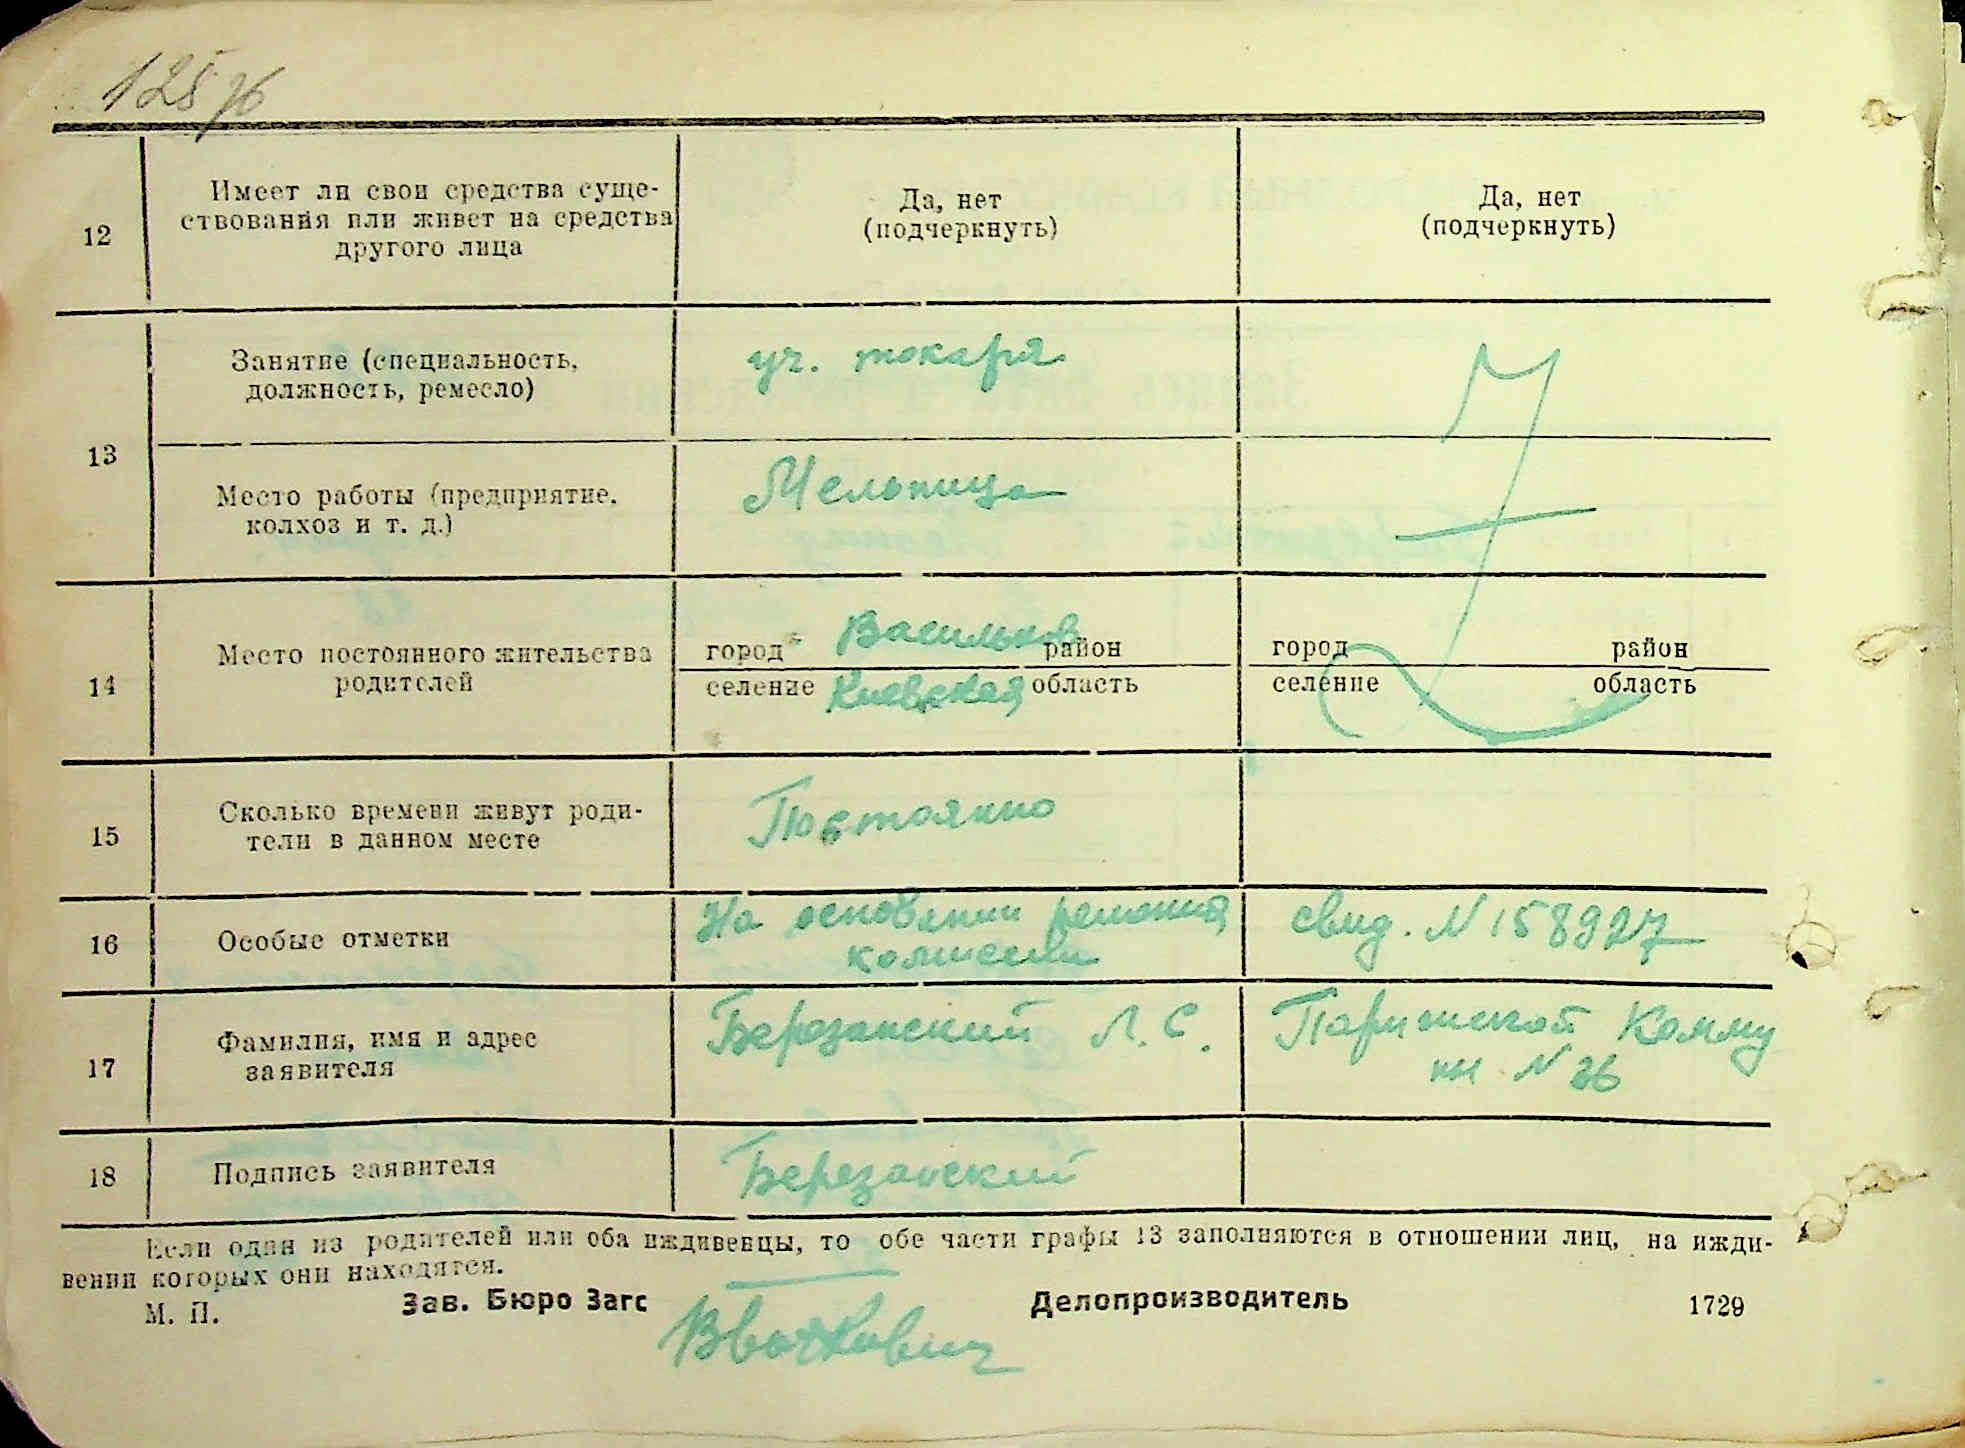 12
Имеет ли свои средства суще-
ствования или живет на средства
другого лица
Да, нет
(подчеркнуть)
Да, нет
(подчеркнуть)
13
Занятие (специальность,
должность, ремесло)
уч. токаря
Место работы (предприятие,
колхоз и т. д.)
Мельница
14
Место постоянного жительства
родителей
город Васильков район
селение Киевская область
город район
селение область
15
Сколько времени живут роди-
тели в данном месте
Постоянно
16
Особые отметки
На основании решения
комиссии
свид. N 158927
17
Фамилия, имя и адрес
заявителя
Березанский Л. С.
Парижской Комму
ны N 26
18
Подпись заявителя
Березанский
Если один из родителей или оба иждивенцы, то обе части графы 13 заполняются в отношении лиц, на ижди-
вении которых они находятся.
М. П. Зав. Бюро Загс Делопроизводитель 1729